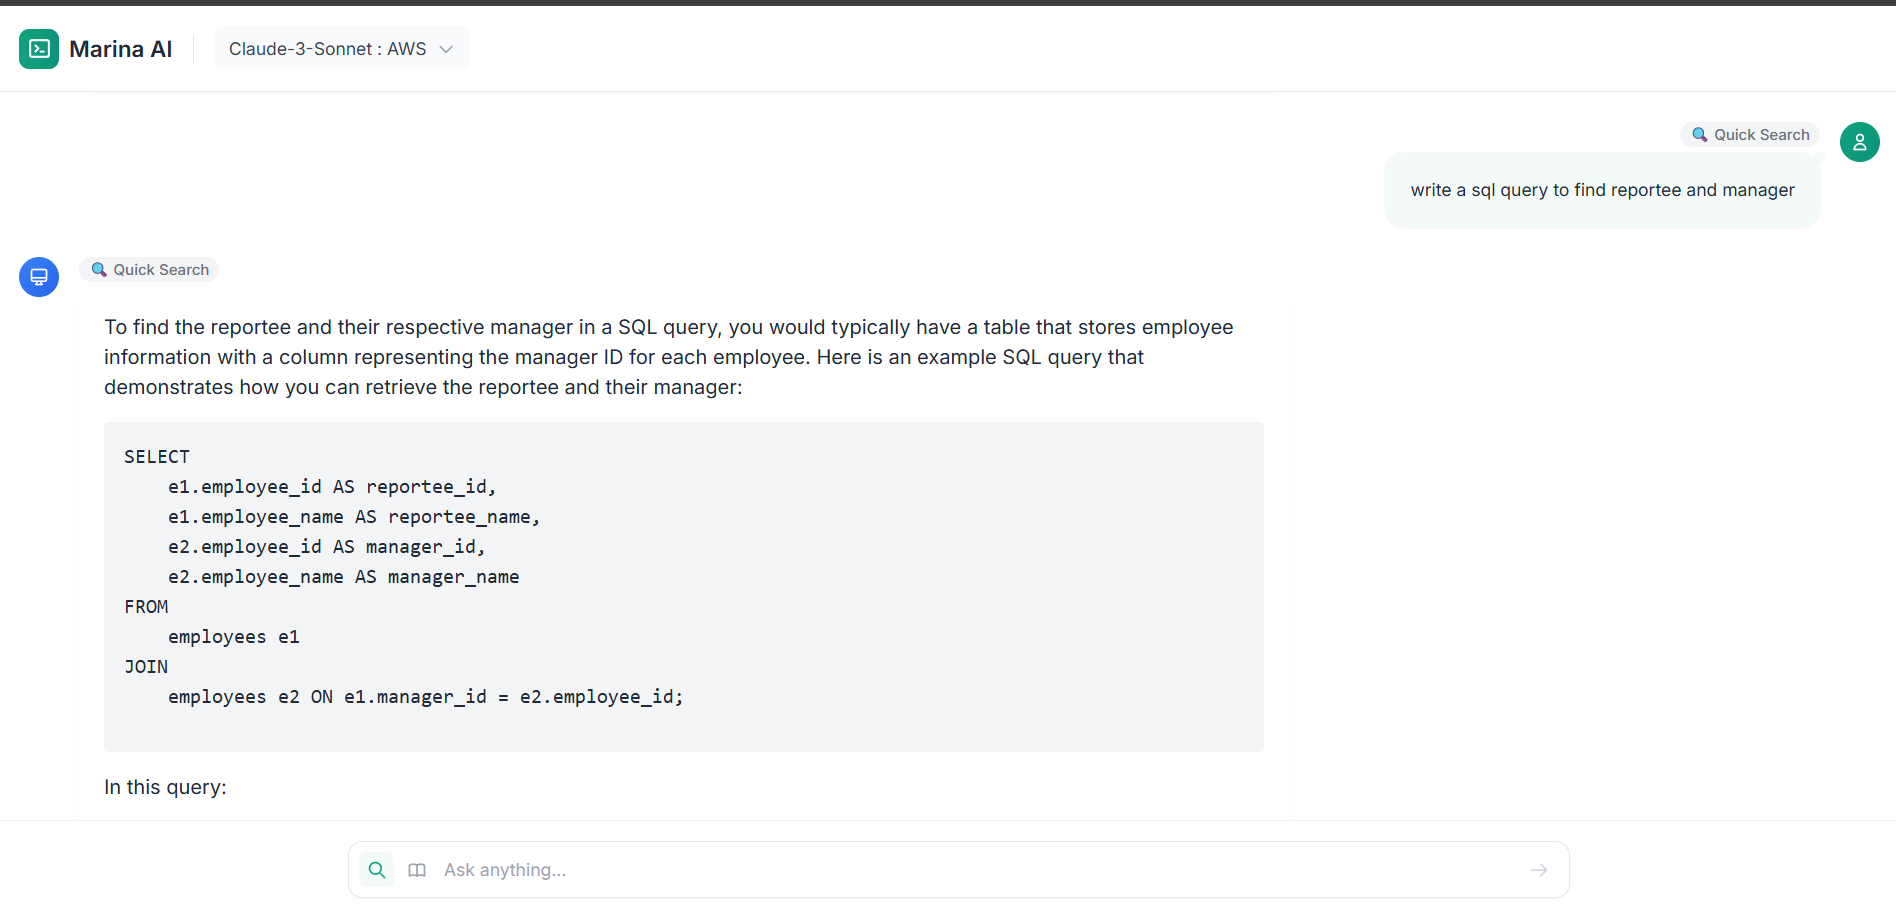 Marina AI
Claude-3-Sonnet : AWS
Quick Search
write a sql query to find reportee and manager
Quick Search
To find the reportee and their respective manager in a SQL query, you would typically have a table that stores employee
information with a column representing the manager ID for each employee. Here is an example SQL query that
demonstrates how you can retrieve the reportee and their manager:
SELECT
    e1.employee_id AS reportee_id,
    e1.employee_name AS reportee_name,
    e2.employee_id AS manager_id,
    e2.employee_name AS manager_name
FROM
    employees e1
JOIN
    employees e2 ON e1.manager_id = e2.employee_id;
In this query:
Ask anything...